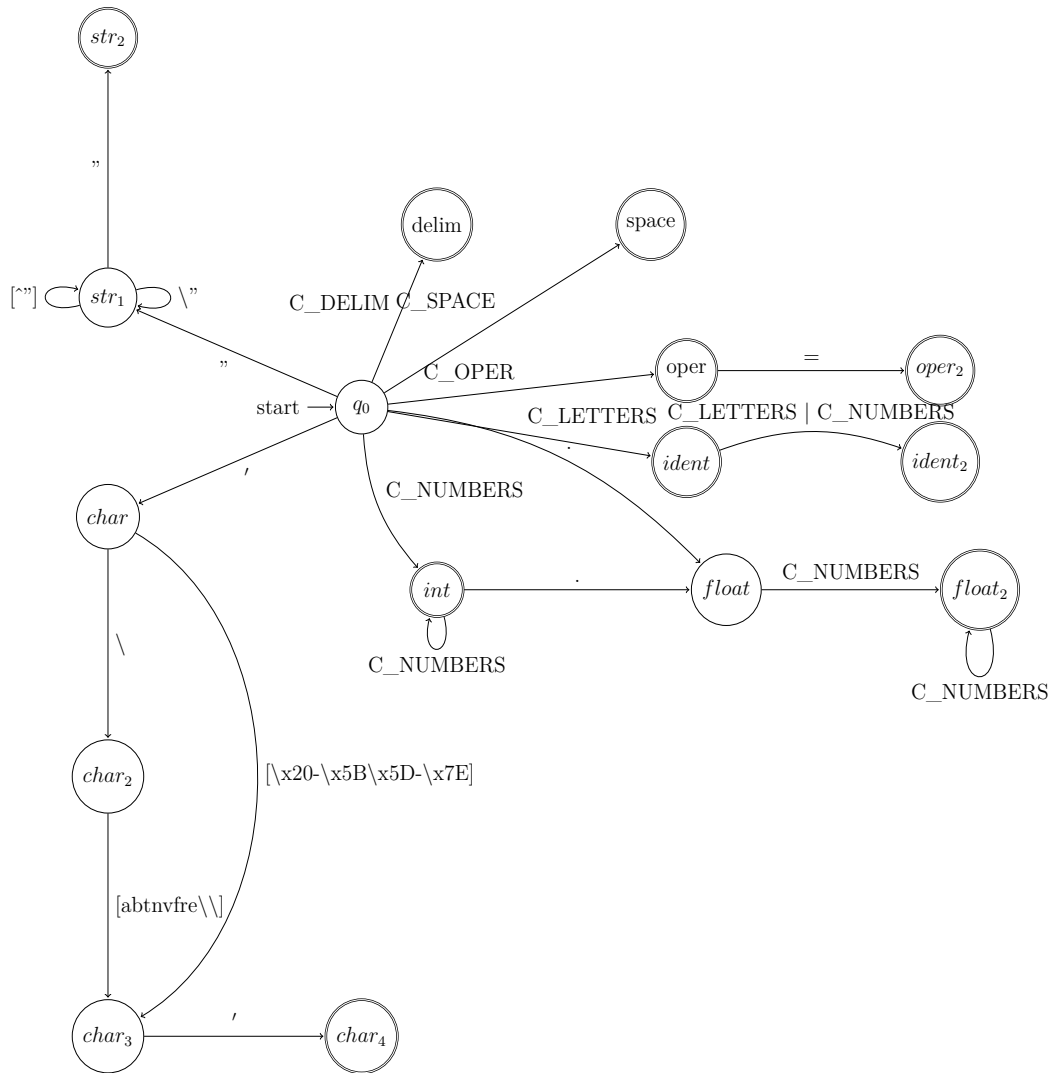 str₂
”
delim
space
[^”]
str₁
\”
C_DELIM
C_SPACE
”
C_OPER
oper
=
oper₂
start
q₀
C_LETTERS
C_LETTERS | C_NUMBERS
.
ident
ident₂
′
C_NUMBERS
char
int
.
float
C_NUMBERS
float₂
C_NUMBERS
C_NUMBERS
\
char₂
[\x20-\x5B\x5D-\x7E]
[abtnvfre\\]
char₃
′
char₄